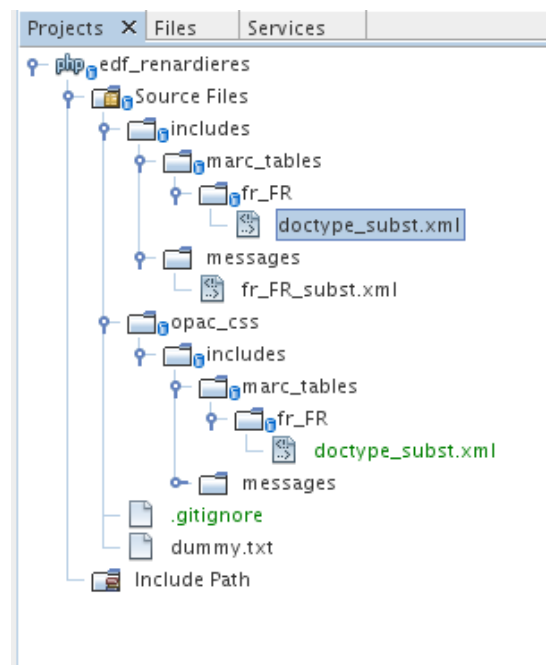 Projects Files Services
php edf_renardieres
Source Files
includes
marc_tables
fr_FR
doctype_subst.xml
messages
fr_FR_subst.xml
opac_css
includes
marc_tables
fr_FR
doctype_subst.xml
messages
.gitignore
dummy.txt
Include Path